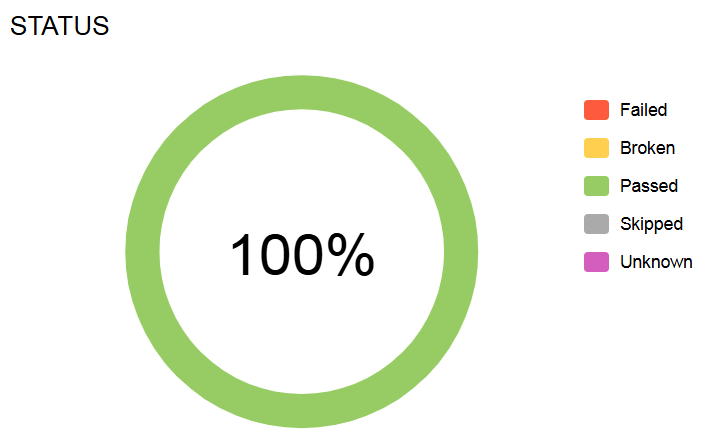 STATUS
100%
Failed
Broken
Passed
Skipped
Unknown